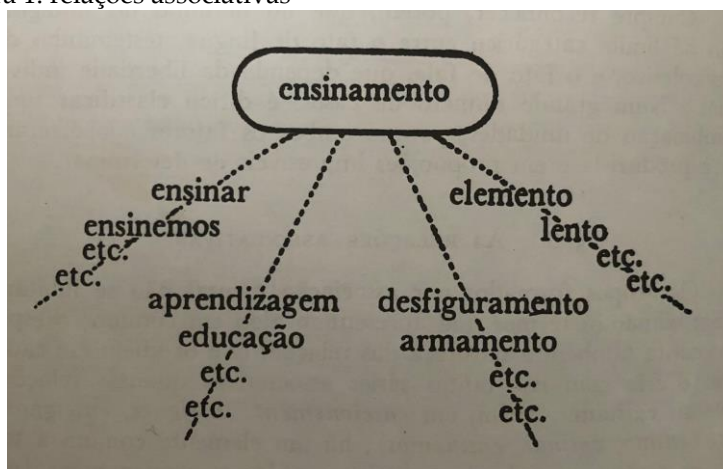 1. relações associativas
ensinamento
ensinar
ensinemos
etc.
etc.
aprendizagem
educação
etc.
etc.
desfiguramento
armamento
etc.
etc.
elemento
lento
etc.
etc.